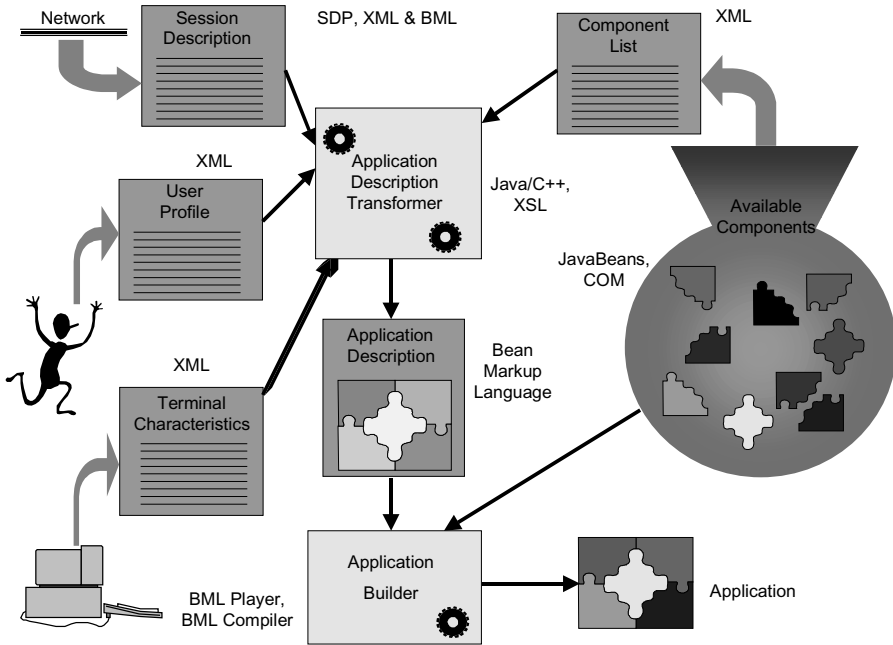 Network
Session
Description
SDP, XML & BML
Component
List
XML
XML
User
Profile
Application
Description
Transformer
Java/C++,
XSL
Available
Components
JavaBeans,
COM
XML
Terminal
Characteristics
Application
Description
Bean
Markup
Language
BML Player,
BML Compiler
Application
Builder
Application